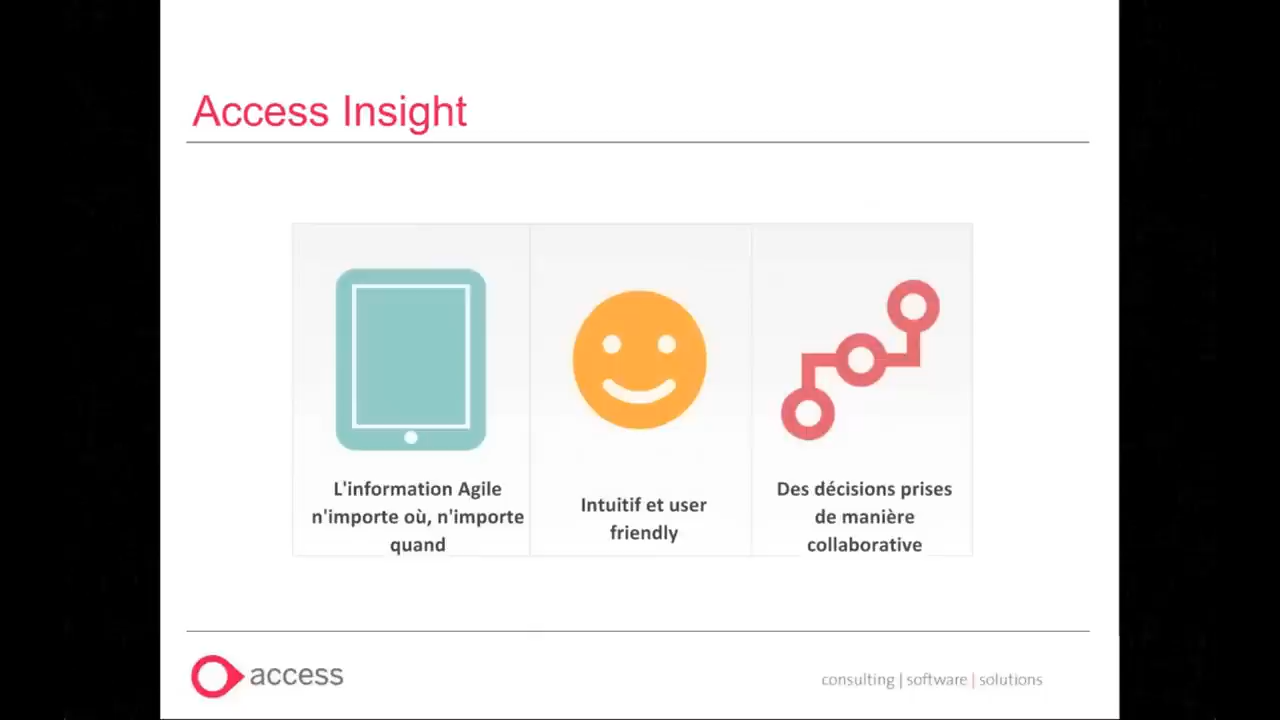 Access Insight
L'information Agile
n'importe où, n'importe
quand
Intuitif et user
friendly
Des décisions prises
de manière
collaborative
access
consulting | software | solutions